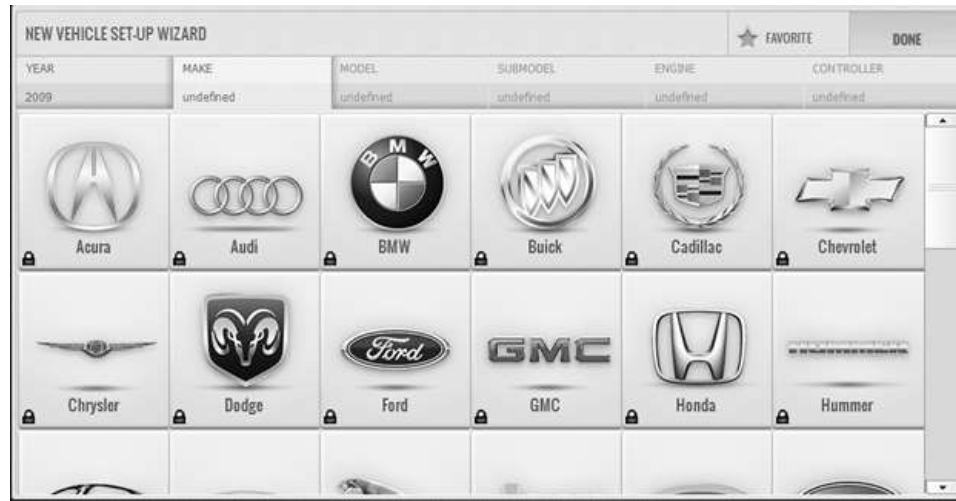 NEW VEHICLE SET-UP WIZARD
FAVORITE
DONE
YEAR MAKE MODEL SUBMODEL ENGINE CONTROLLER
2009 undefined undefined undefined undefined undefined
BMW
Acura Audi BMW Buick Cadillac Chevrolet
Ford GMC
Chrysler Dodge Ford GMC Honda Hummer